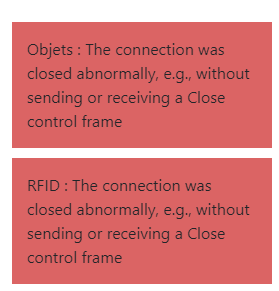 Objets : The connection was
closed abnormally, e.g., without
sending or receiving a Close
control frame
RFID : The connection was
closed abnormally, e.g., without
sending or receiving a Close
control frame